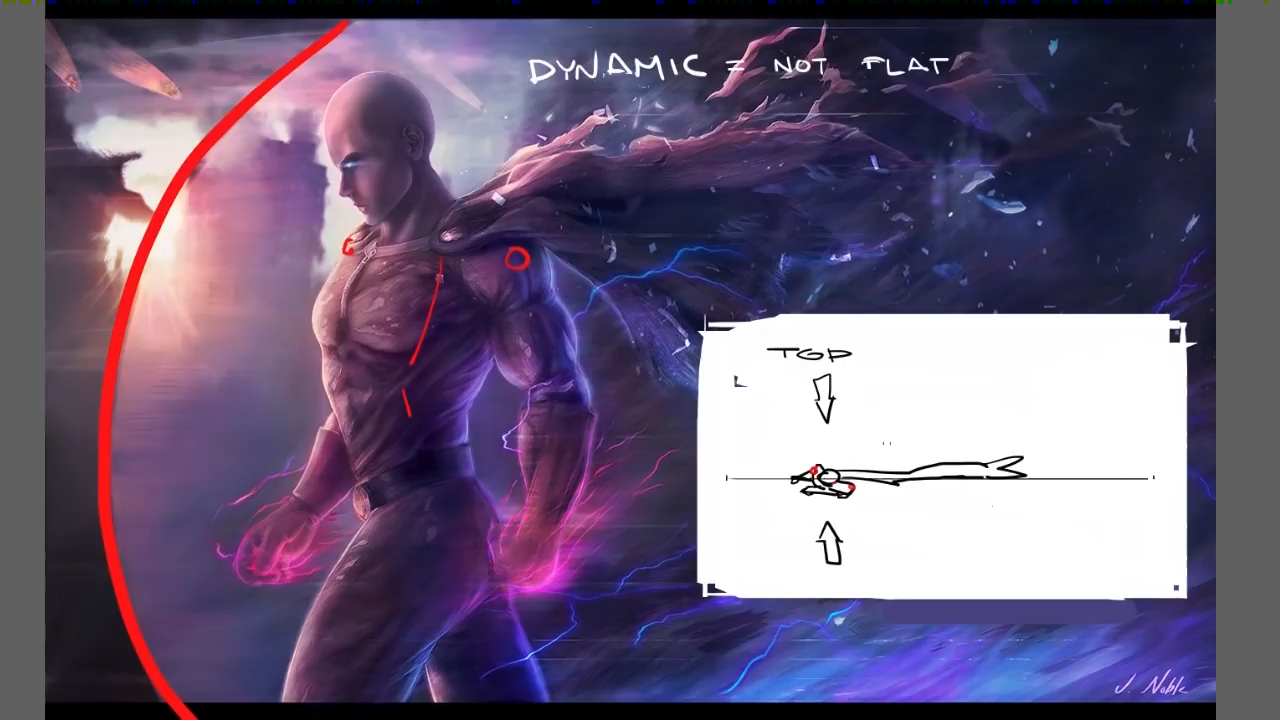 DYNAMIC = NOT FLAT
TOP
J. Noble